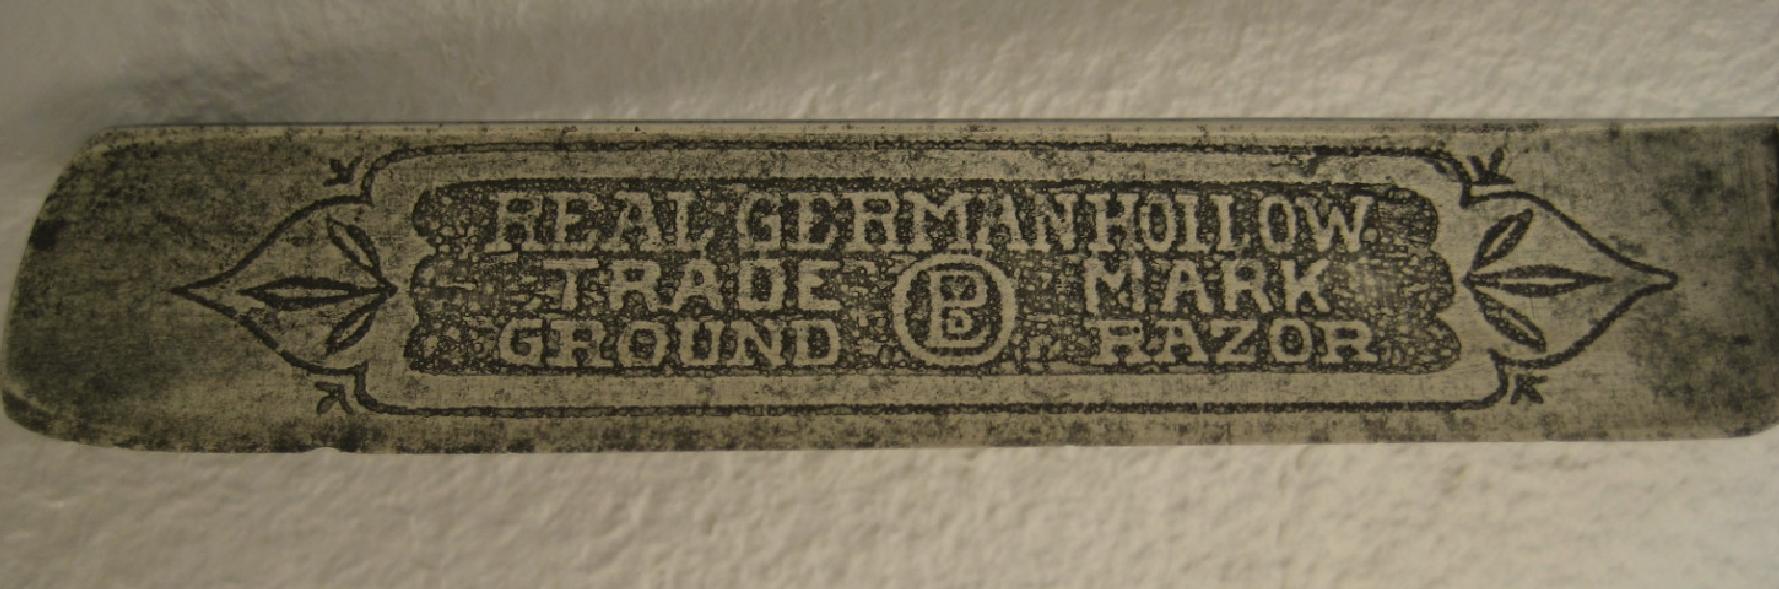 REAL GERMAN HOLLOW
TRADE MARK
GROUND RAZOR